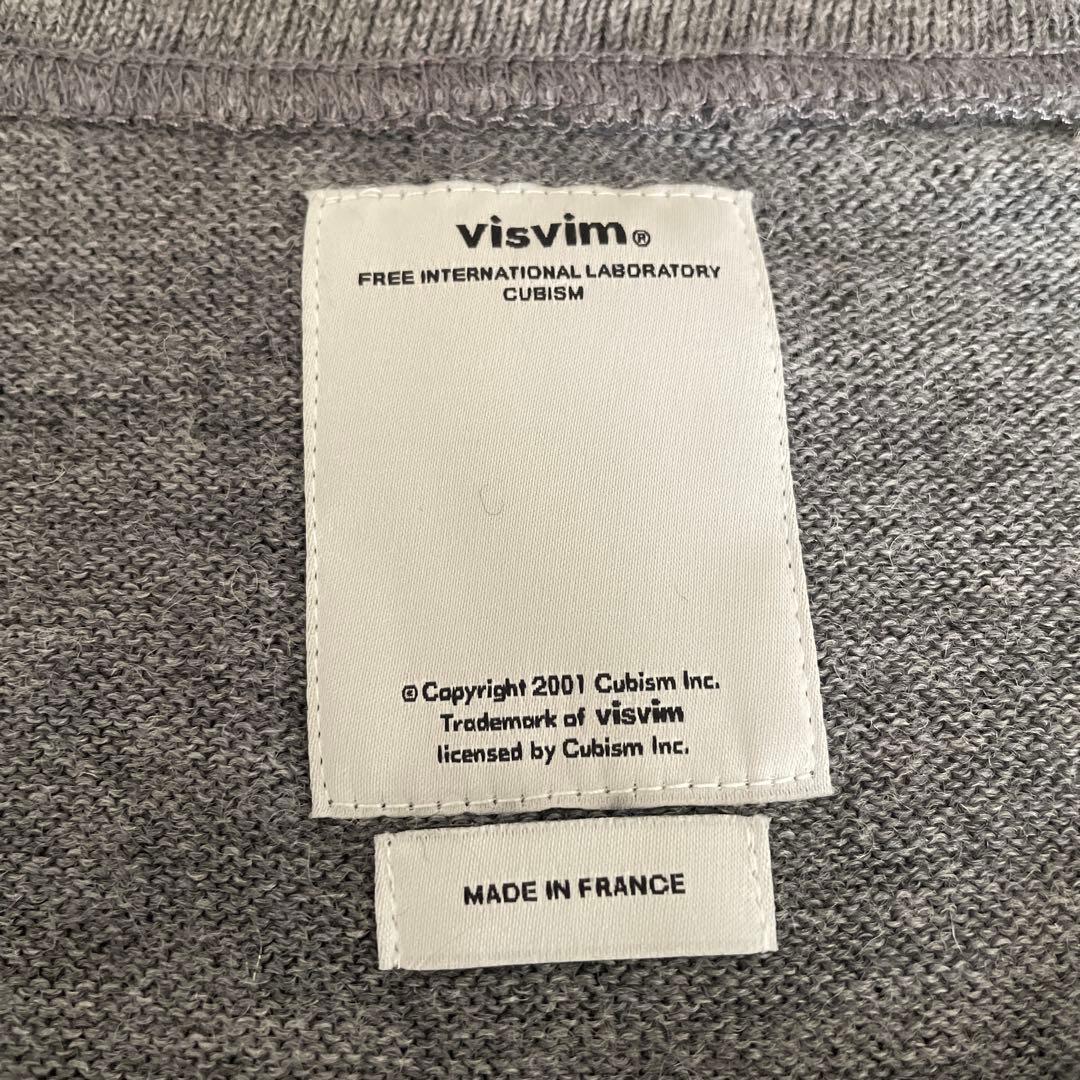 visvim®
FREE INTERNATIONAL LABORATORY
CUBISM
© Copyright 2001 Cubism Inc.
Trademark of visvim
licensed by Cubism Inc.
MADE IN FRANCE